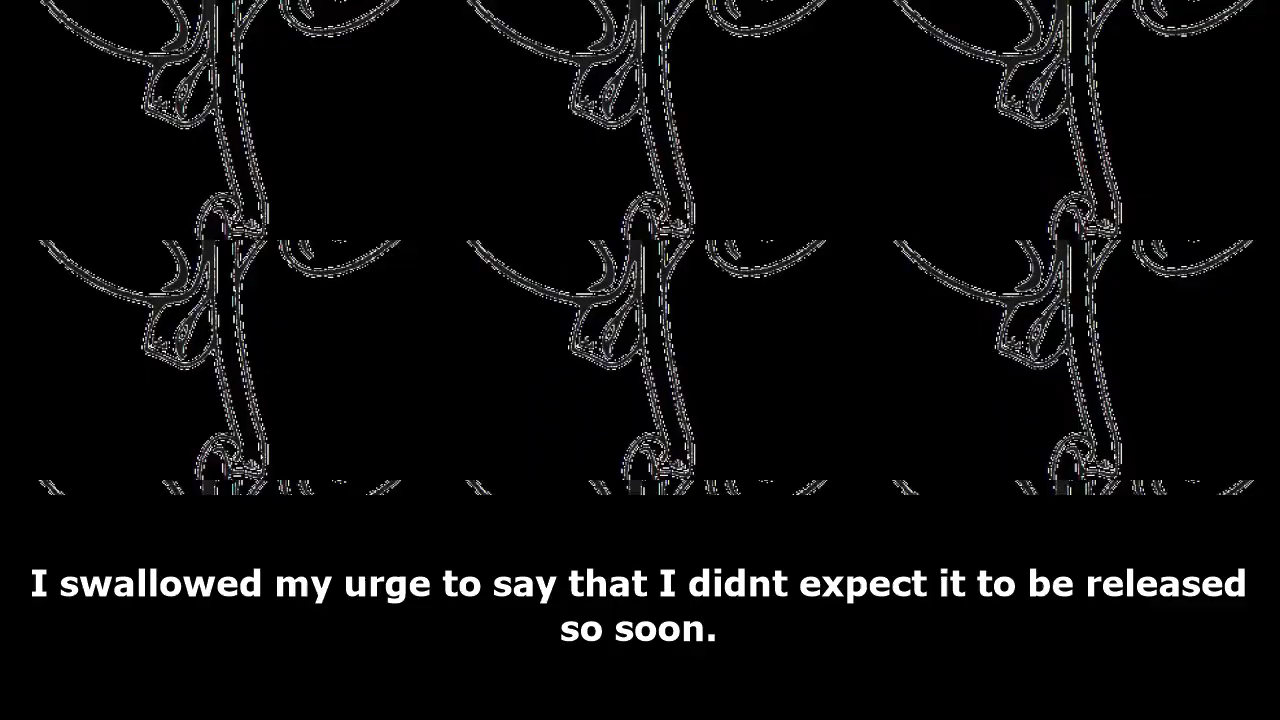 I swallowed my urge to say that I didnt expect it to be released
so soon.